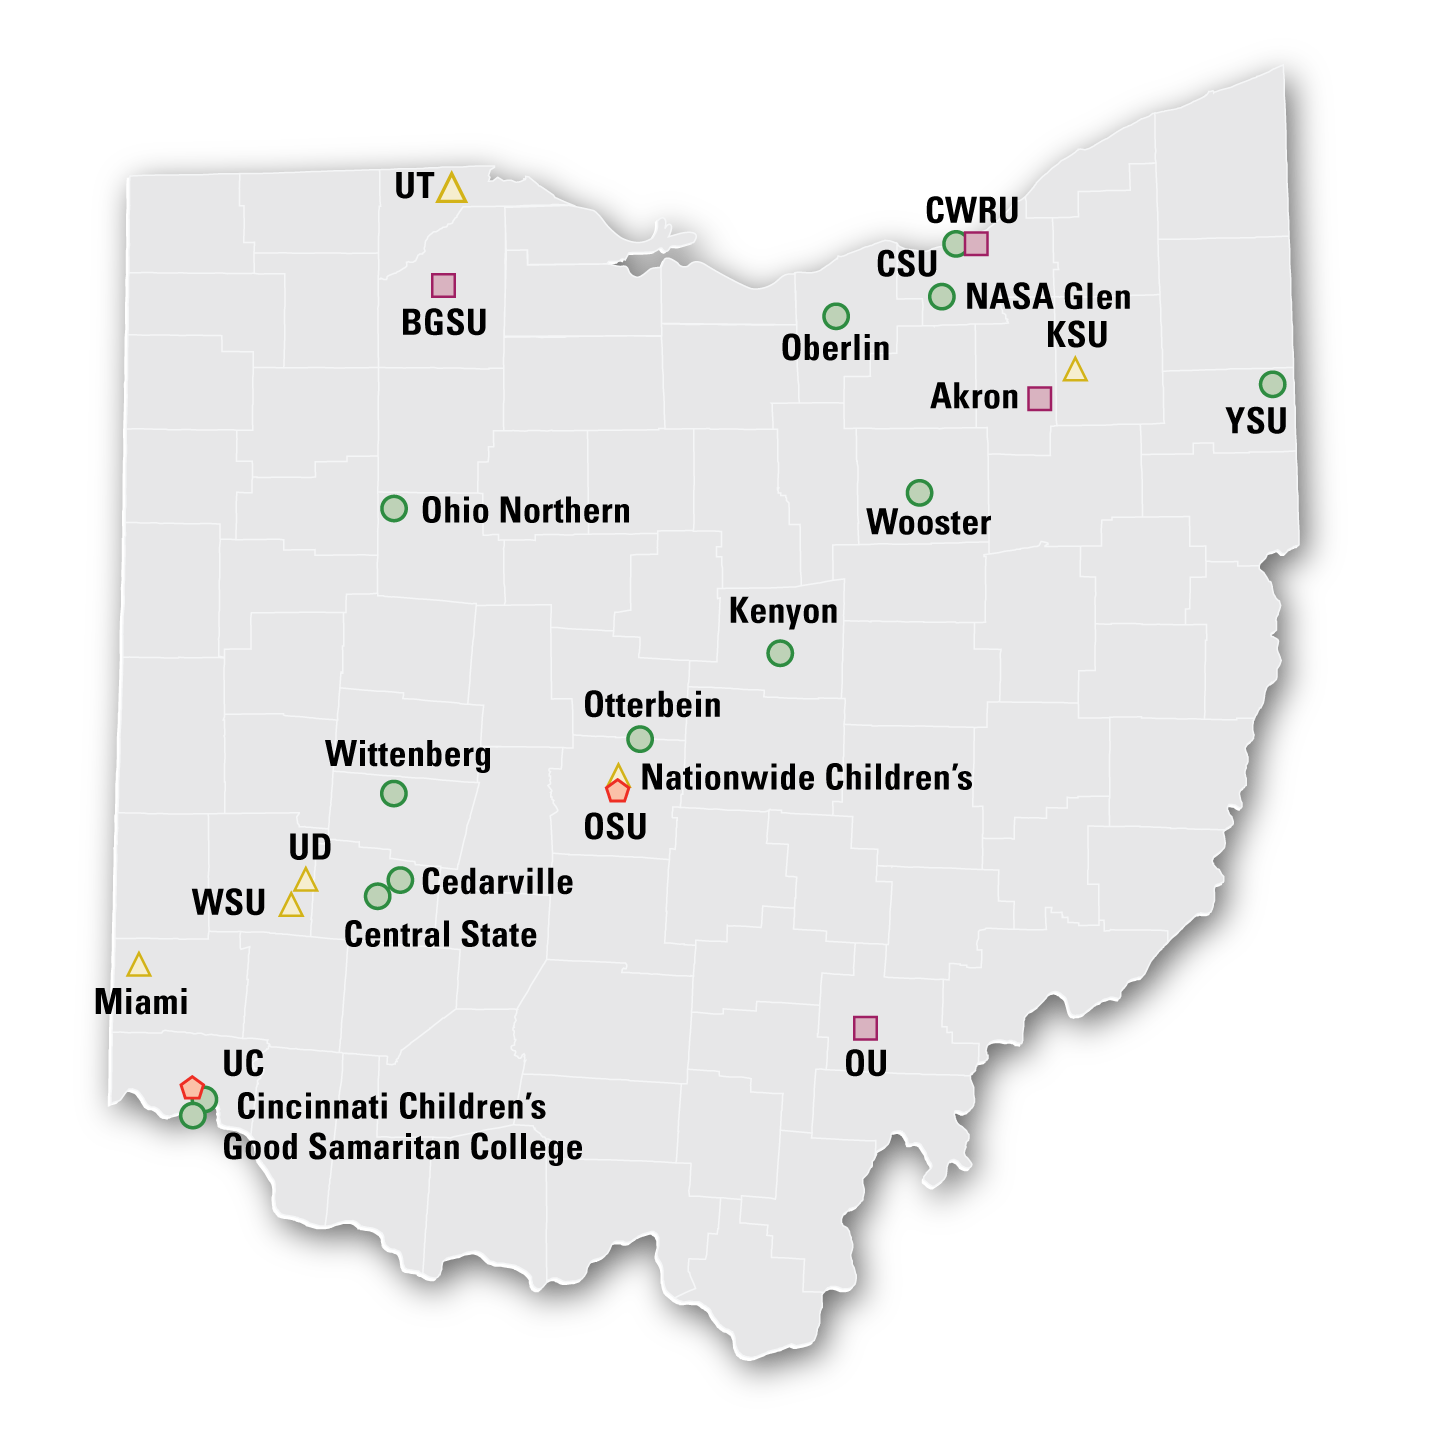 UT
CWRU
CSU
BGSU
NASA Glen
KSU
Oberlin
Akron
YSU
Ohio Northern
Wooster
Kenyon
Otterbein
Wittenberg
Nationwide Children's
OSU
UD
Cedarville
WSU
Central State
Miami
UC
OU
Cincinnati Children's
Good Samaritan College